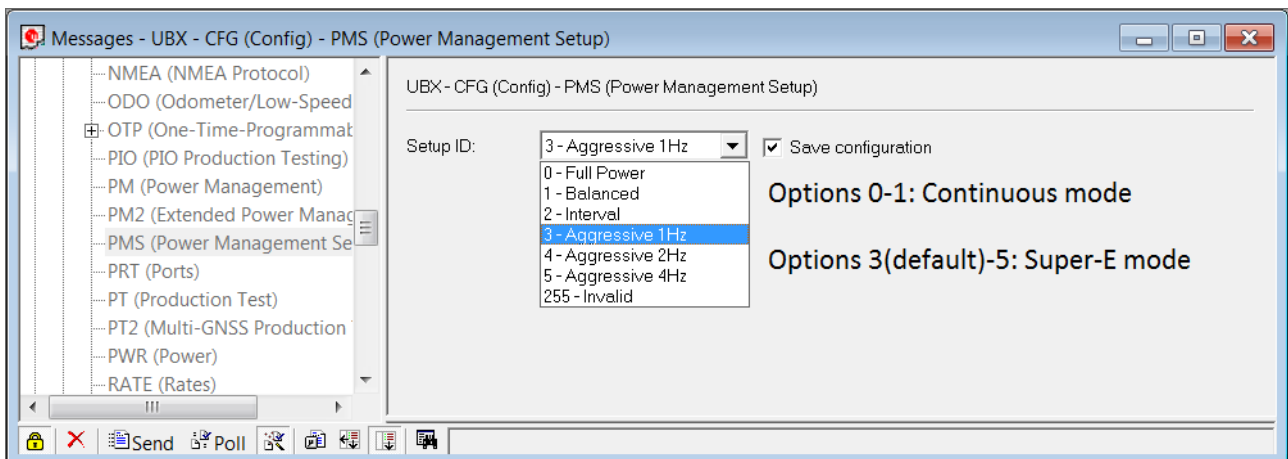 Messages - UBX - CFG (Config) - PMS (Power Management Setup)
NMEA (NMEA Protocol)
ODO (Odometer/Low-Speed
OTP (One-Time-Programmab
PIO (PIO Production Testing)
PM (Power Management)
PM2 (Extended Power Manag
PMS (Power Management Se
PRT (Ports)
PT (Production Test)
PT2 (Multi-GNSS Production
PWR (Power)
RATE (Rates)
UBX - CFG (Config) - PMS (Power Management Setup)
Setup ID:
3 - Aggressive 1Hz
Save configuration
0 - Full Power
1 - Balanced
2 - Interval
3 - Aggressive 1Hz
4 - Aggressive 2Hz
5 - Aggressive 4Hz
255 - Invalid
Options 0-1: Continuous mode
Options 3(default)-5: Super-E mode
Send
Poll